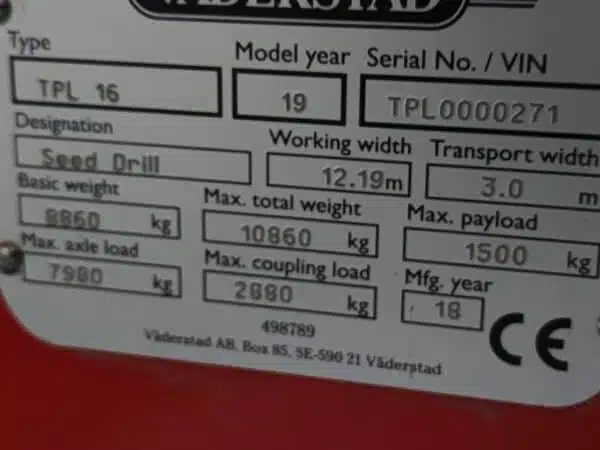 VÄDERSTAD
Type Model year Serial No. / VIN
TPL 16 19 TPL0000271
Designation Working width Transport width
Seed Drill 12.19m 3.0 m
Basic weight Max. total weight Max. payload
8860 kg 10860 kg 1500 kg
Max. axle load Max. coupling load Mfg. year
7980 kg 2880 kg 18
CE
498789
Väderstad AB, Box 85, SE-590 21 Väderstad